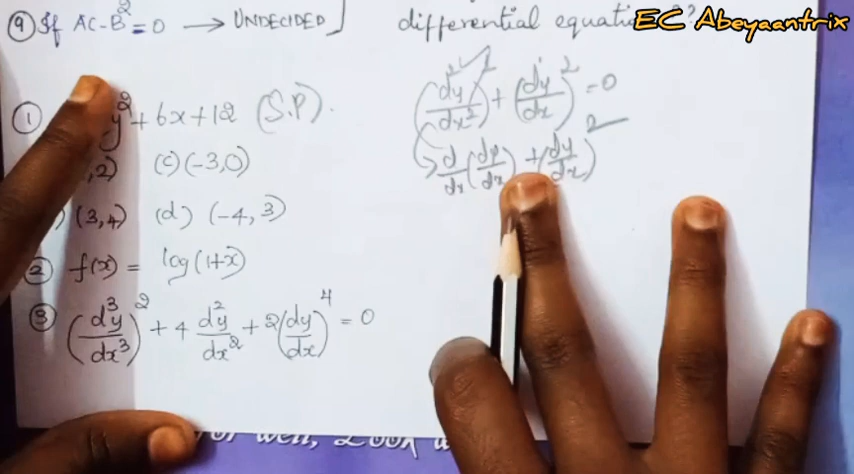 ⑨ If AC-B²=0 → UNDECIDED]
① y²+6x+12 (S.P).
,2) (c) (-3,0)
) (3,4) (d) (-4,3)
② f(x) = log(1+x)
③ (d³y/dx³)² + 4 d²y/dx² + 2(dy/dx)⁴ = 0
differential
EC Abeyaantrix
?
(d²y/dx²) + (dy/dx)² = 0
→ d/dx (dy/dx) + (dy/dx)²